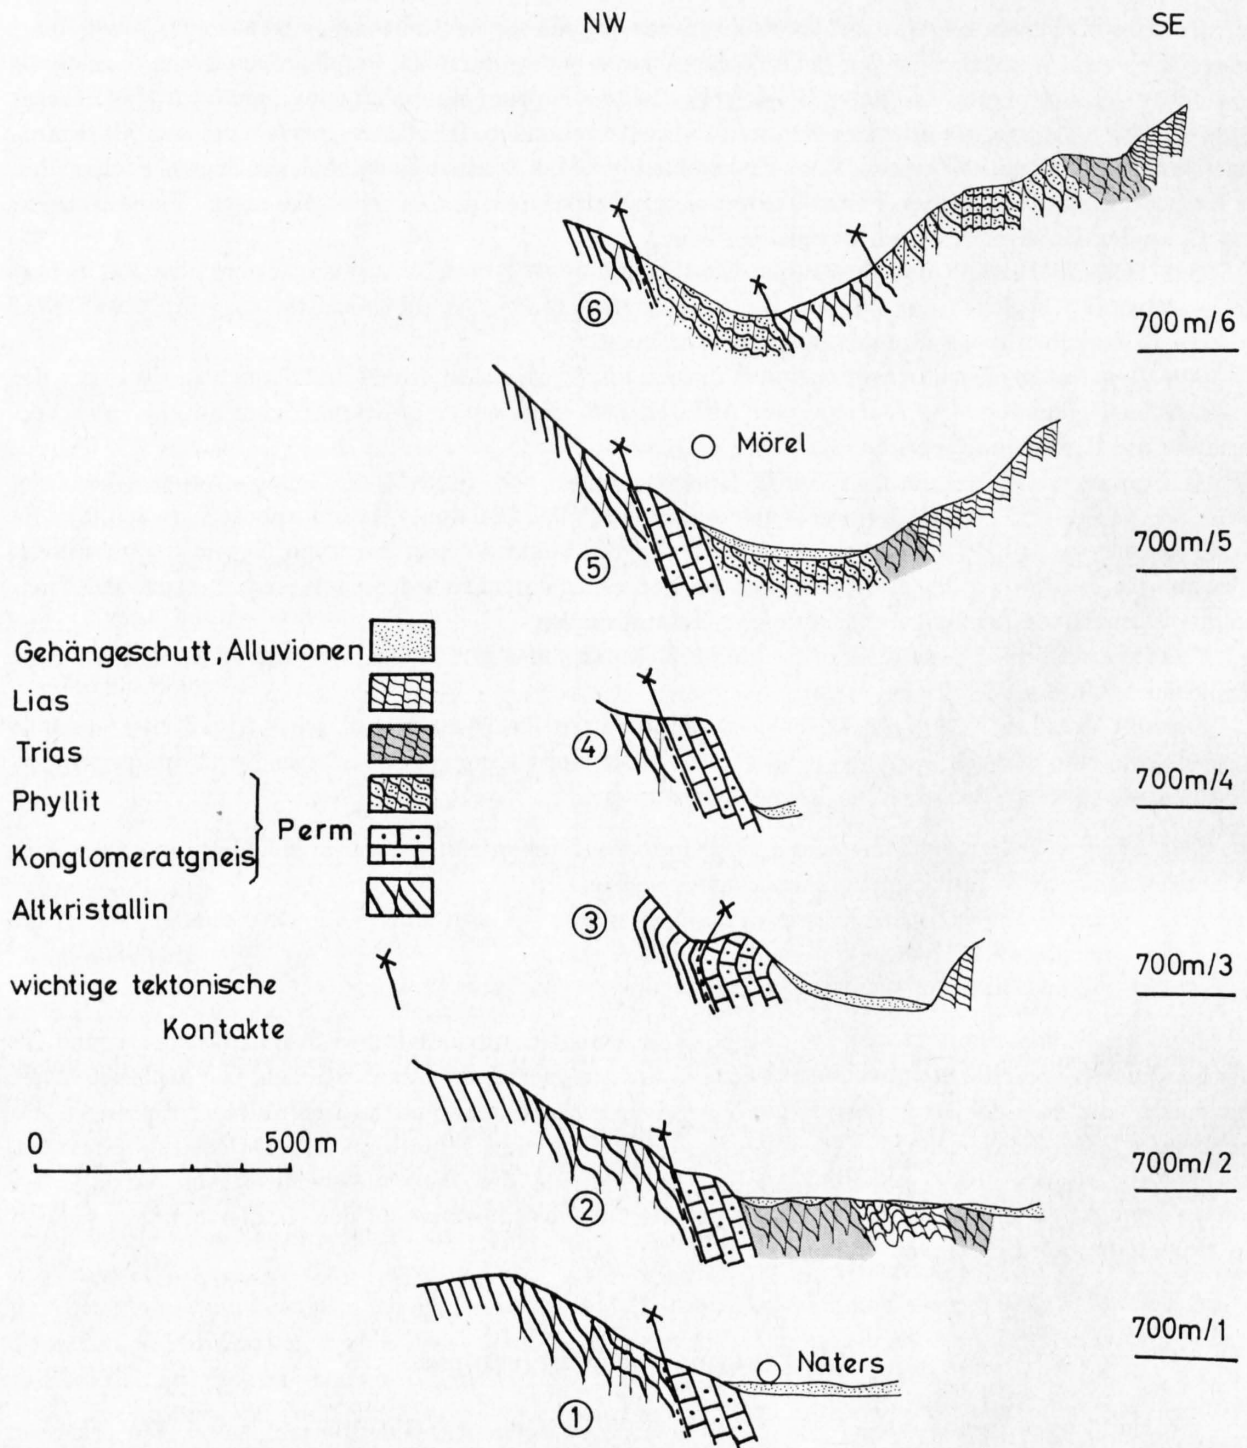 NW SE
6
700m/6
Mörel
5
700m/5
Gehängeschutt, Alluvionen
Lias
Trias
Phyllit
Perm
Konglomeratgneis
Altkristallin
wichtige tektonische
Kontakte
4
700m/4
3
700m/3
0 500m
2
700m/2
Naters
1
700m/1